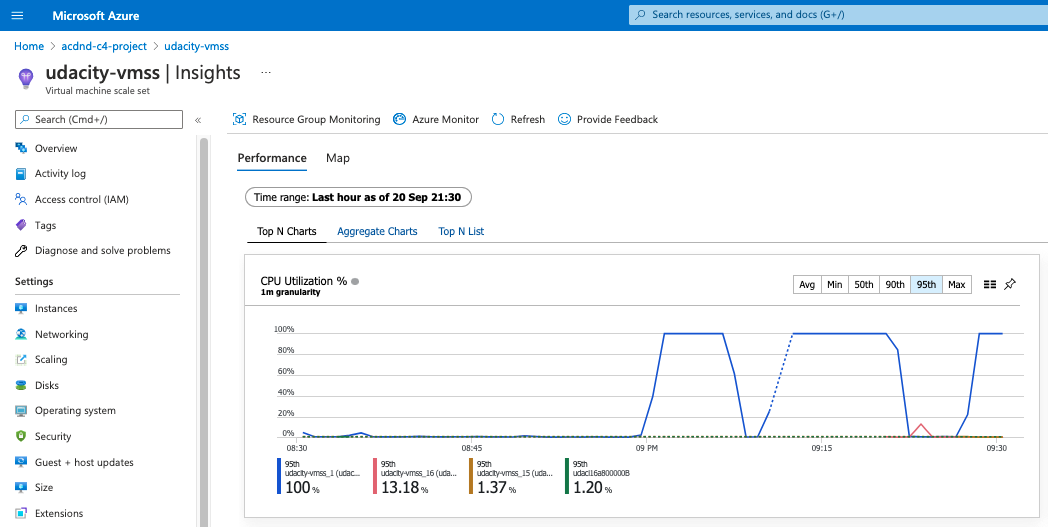 Microsoft Azure
Search resources, services, and docs (G+/)
Home > acdnd-c4-project > udacity-vmss
udacity-vmss | Insights ...
Virtual machine scale set
Search (Cmd+/)
«
Overview
Activity log
Access control (IAM)
Tags
Diagnose and solve problems
Settings
Instances
Networking
Scaling
Disks
Operating system
Security
Guest + host updates
Size
Extensions
Resource Group Monitoring Azure Monitor Refresh Provide Feedback
Performance Map
Time range: Last hour as of 20 Sep 21:30
Top N Charts Aggregate Charts Top N List
CPU Utilization %
1m granularity
Avg Min 50th 90th 95th Max
100%
80%
60%
40%
20%
0%
08:30 08:45 09 PM 09:15 09:30
95th
udacity-vmss_1 (udac...
100 %
95th
udacity-vmss_16 (uda...
13.18 %
95th
udacity-vmss_15 (uda...
1.37 %
95th
udaci16a800000B
1.20 %